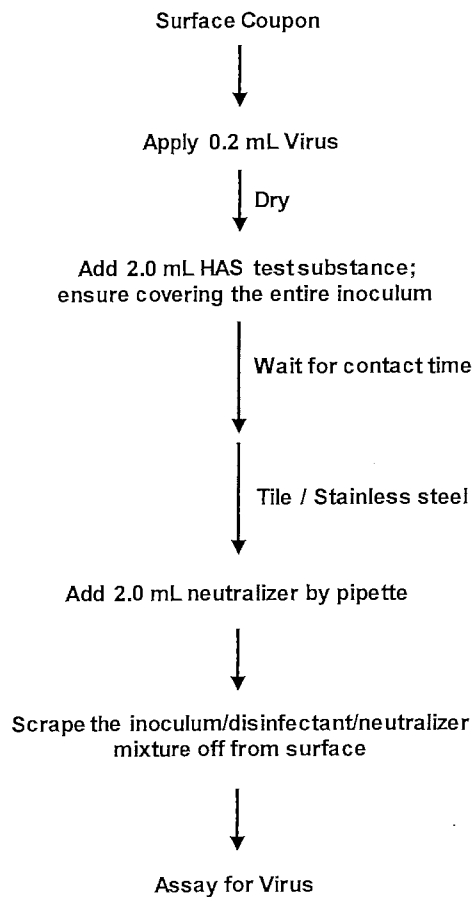 Surface Coupon
Apply 0.2 mL Virus
Dry
Add 2.0 mL HAS test substance;
ensure covering the entire inoculum
Wait for contact time
Tile / Stainless steel
Add 2.0 mL neutralizer by pipette
Scrape the inoculum/disinfectant/neutralizer
mixture off from surface
Assay for Virus